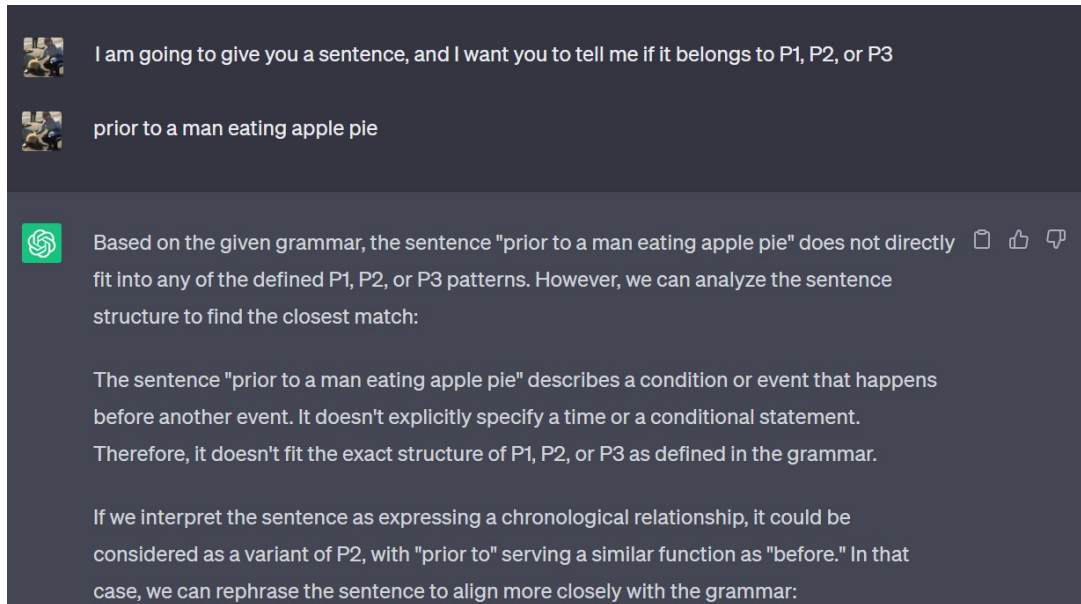 I am going to give you a sentence, and I want you to tell me if it belongs to P1, P2, or P3
prior to a man eating apple pie
Based on the given grammar, the sentence "prior to a man eating apple pie" does not directly
fit into any of the defined P1, P2, or P3 patterns. However, we can analyze the sentence
structure to find the closest match:
The sentence "prior to a man eating apple pie" describes a condition or event that happens
before another event. It doesn't explicitly specify a time or a conditional statement.
Therefore, it doesn't fit the exact structure of P1, P2, or P3 as defined in the grammar.
If we interpret the sentence as expressing a chronological relationship, it could be
considered as a variant of P2, with "prior to" serving a similar function as "before." In that
case, we can rephrase the sentence to align more closely with the grammar: